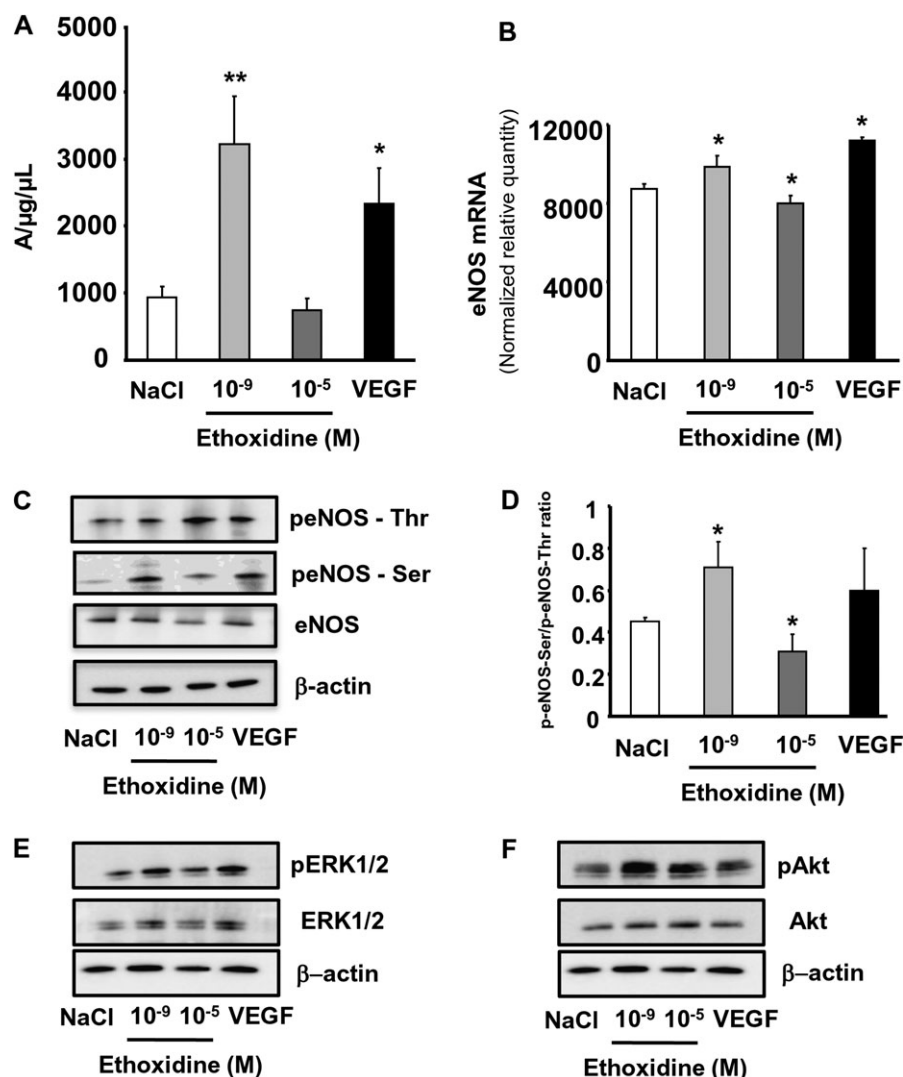 A
5000
4000
3000
2000
1000
0
A/µg/µL
**
*
NaCl 10-9 10-5 VEGF
Ethoxidine (M)
B
12000
8000
4000
0
eNOS mRNA
(Normalized relative quantity)
*
*
*
NaCl 10-9 10-5 VEGF
Ethoxidine (M)
C
peNOS - Thr
peNOS - Ser
eNOS
β-actin
NaCl 10-9 10-5 VEGF
Ethoxidine (M)
D
1
0.8
0.6
0.4
0.2
0
p-eNOS-Ser/p-eNOS-Thr ratio
*
*
NaCl 10-9 10-5 VEGF
Ethoxidine (M)
E
pERK1/2
ERK1/2
β–actin
NaCl 10-9 10-5 VEGF
Ethoxidine (M)
F
pAkt
Akt
β–actin
NaCl 10-9 10-5 VEGF
Ethoxidine (M)